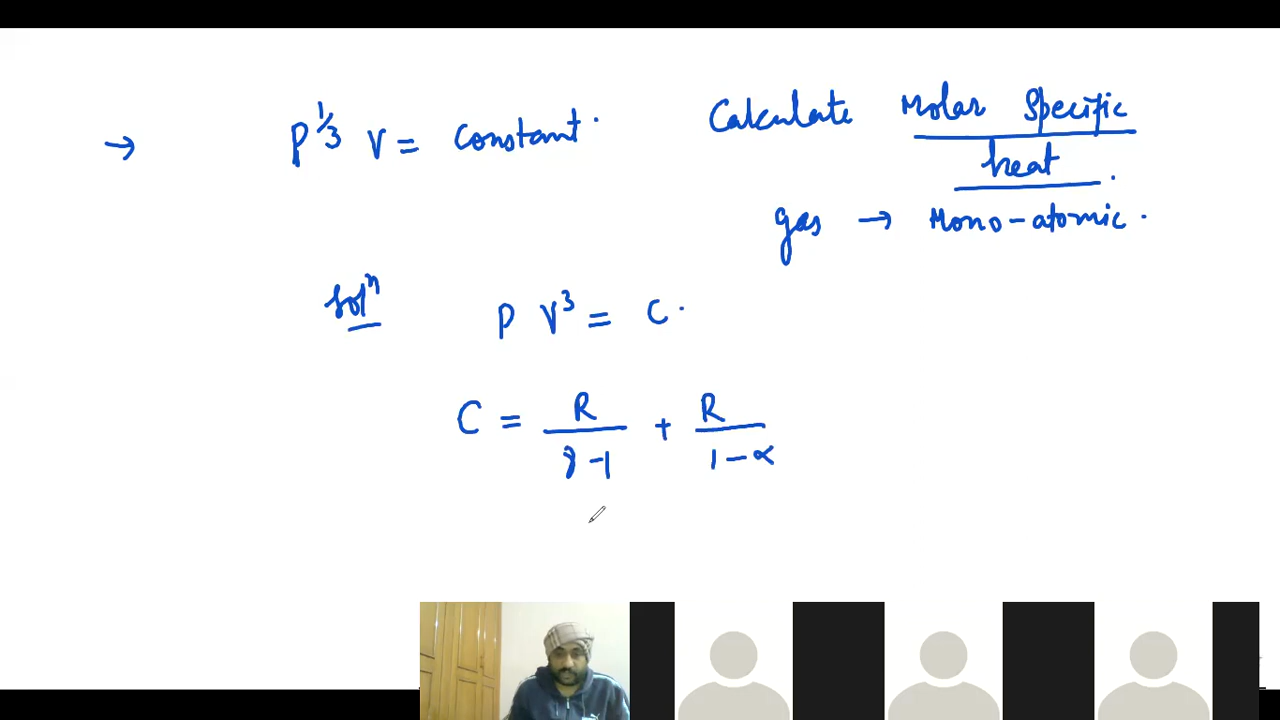 → P^1/3 V = Constant. Calculate Molar Specific
heat.
gas → Mono-atomic.
Solⁿ P V³ = C.
C = R/(γ-1) + R/(1-α)